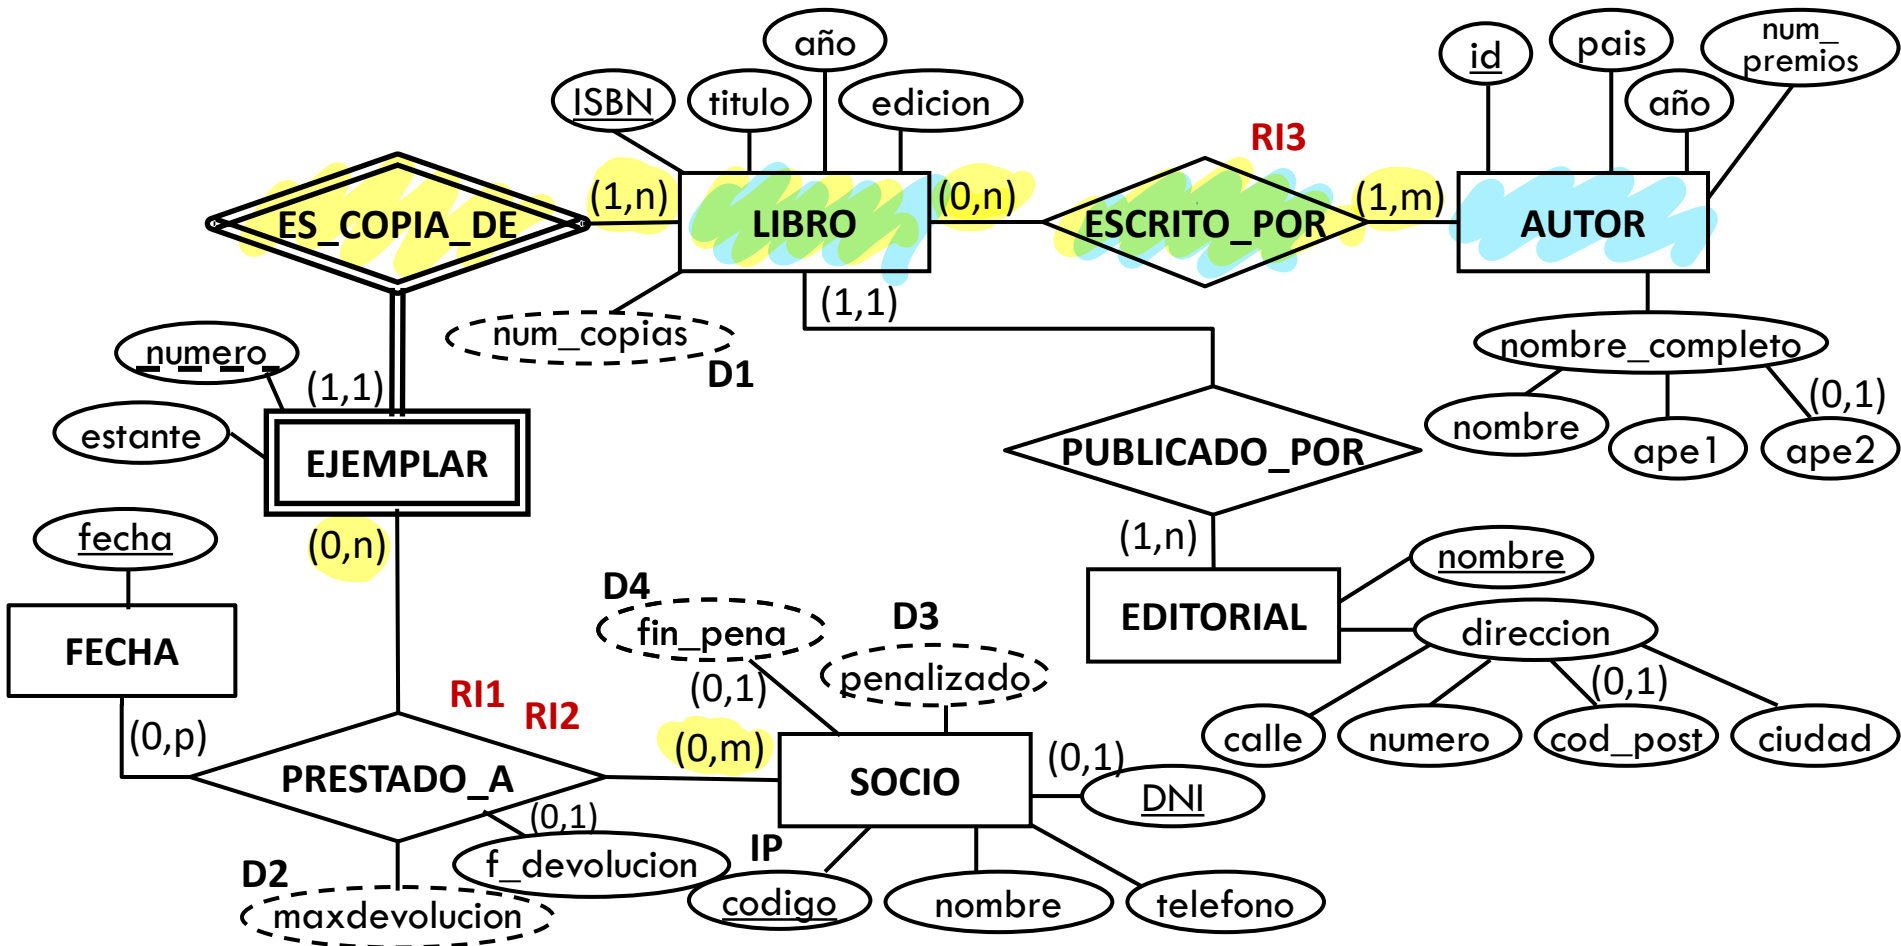 año
id
pais
num_
premios
ISBN
titulo
edicion
año
RI3
(1,n)
(0,n)
(1,m)
ES_COPIA_DE
LIBRO
ESCRITO_POR
AUTOR
(1,1)
num_copias
D1
numero
(1,1)
nombre_completo
(0,1)
nombre
ape1
ape2
estante
EJEMPLAR
PUBLICADO_POR
fecha
(0,n)
(1,n)
nombre
D4
fin_pena
D3
EDITORIAL
direccion
FECHA
(0,1)
penalizado
(0,1)
RI1
RI2
(0,p)
(0,m)
calle
numero
cod_post
ciudad
PRESTADO_A
SOCIO
(0,1)
DNI
(0,1)
f_devolucion
IP
D2
maxdevolucion
codigo
nombre
telefono